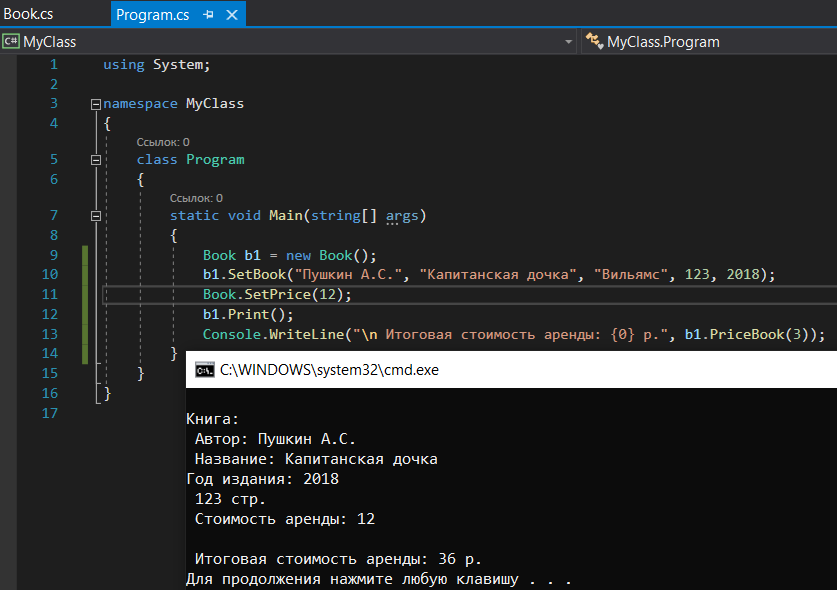 Book.cs
Program.cs
C# MyClass
MyClass.Program
1 using System;
2
3 namespace MyClass
4 {
Ссылок: 0
5 class Program
6 {
Ссылок: 0
7 static void Main(string[] args)
8 {
9 Book b1 = new Book();
10 b1.SetBook("Пушкин А.С.", "Капитанская дочка", "Вильямс", 123, 2018);
11 Book.SetPrice(12);
12 b1.Print();
13 Console.WriteLine("\n Итоговая стоимость аренды: {0} р.", b1.PriceBook(3));
14 }
15 }
16 }
17
C:\WINDOWS\system32\cmd.exe
Книга:
Автор: Пушкин А.С.
Название: Капитанская дочка
Год издания: 2018
123 стр.
Стоимость аренды: 12
Итоговая стоимость аренды: 36 р.
Для продолжения нажмите любую клавишу . . .